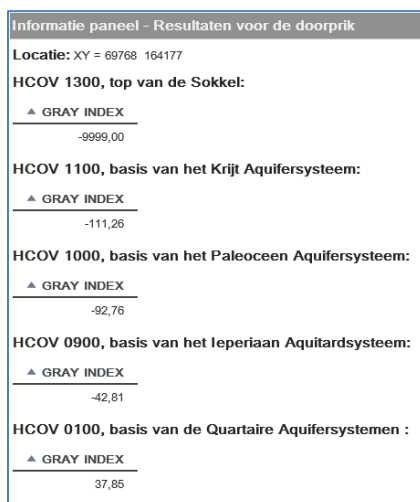 Informatie paneel - Resultaten voor de doorprik
Locatie: XY = 69768 164177
HCOV 1300, top van de Sokkel:
▲ GRAY INDEX
-9999,00
HCOV 1100, basis van het Krijt Aquifersysteem:
▲ GRAY INDEX
-111,26
HCOV 1000, basis van het Paleoceen Aquifersysteem:
▲ GRAY INDEX
-92,76
HCOV 0900, basis van het Ieperiaan Aquitardsysteem:
▲ GRAY INDEX
-42,81
HCOV 0100, basis van de Quartaire Aquifersystemen :
▲ GRAY INDEX
37,85